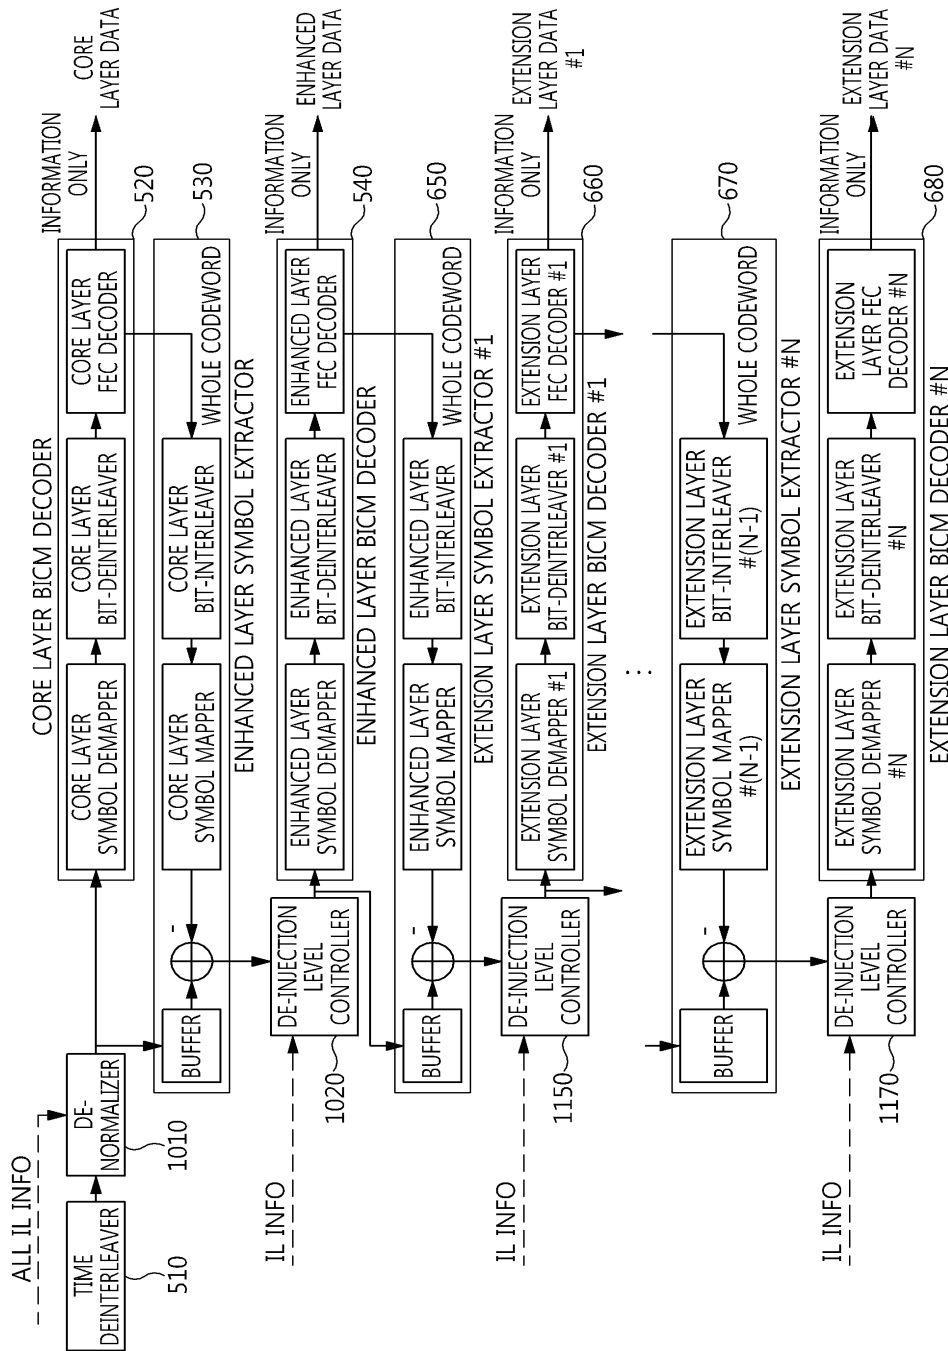 ALL IL INFO
TIME
DEINTERLEAVER
510
DE-
NORMALIZER
1010
CORE LAYER BICM DECODER
CORE LAYER
SYMBOL DEMAPPER
CORE LAYER
BIT-DEINTERLEAVER
CORE LAYER
FEC DECODER
520
INFORMATION
ONLY
CORE
LAYER DATA
BUFFER
-
CORE LAYER
SYMBOL MAPPER
CORE LAYER
BIT-INTERLEAVER
WHOLE CODEWORD
530
ENHANCED LAYER SYMBOL EXTRACTOR
IL INFO
DE-INJECTION
LEVEL
CONTROLLER
1020
ENHANCED LAYER
SYMBOL DEMAPPER
ENHANCED LAYER
BIT-DEINTERLEAVER
ENHANCED LAYER
FEC DECODER
540
INFORMATION
ONLY
ENHANCED
LAYER DATA
ENHANCED LAYER BICM DECODER
BUFFER
-
ENHANCED LAYER
SYMBOL MAPPER
ENHANCED LAYER
BIT-INTERLEAVER
WHOLE CODEWORD
650
EXTENSION LAYER SYMBOL EXTRACTOR #1
IL INFO
DE-INJECTION
LEVEL
CONTROLLER
1150
EXTENSION LAYER
SYMBOL DEMAPPER #1
EXTENSION LAYER
BIT-DEINTERLEAVER #1
EXTENSION LAYER
FEC DECODER #1
660
INFORMATION
ONLY
EXTENSION
LAYER DATA
#1
EXTENSION LAYER BICM DECODER #1
...
BUFFER
-
EXTENSION LAYER
SYMBOL MAPPER
#(N-1)
EXTENSION LAYER
BIT-INTERLEAVER
#(N-1)
WHOLE CODEWORD
670
EXTENSION LAYER SYMBOL EXTRACTOR #N
IL INFO
DE-INJECTION
LEVEL
CONTROLLER
1170
EXTENSION LAYER
SYMBOL DEMAPPER
#N
EXTENSION LAYER
BIT-DEINTERLEAVER
#N
EXTENSION
LAYER FEC
DECODER #N
680
INFORMATION
ONLY
EXTENSION
LAYER DATA
#N
EXTENSION LAYER BICM DECODER #N